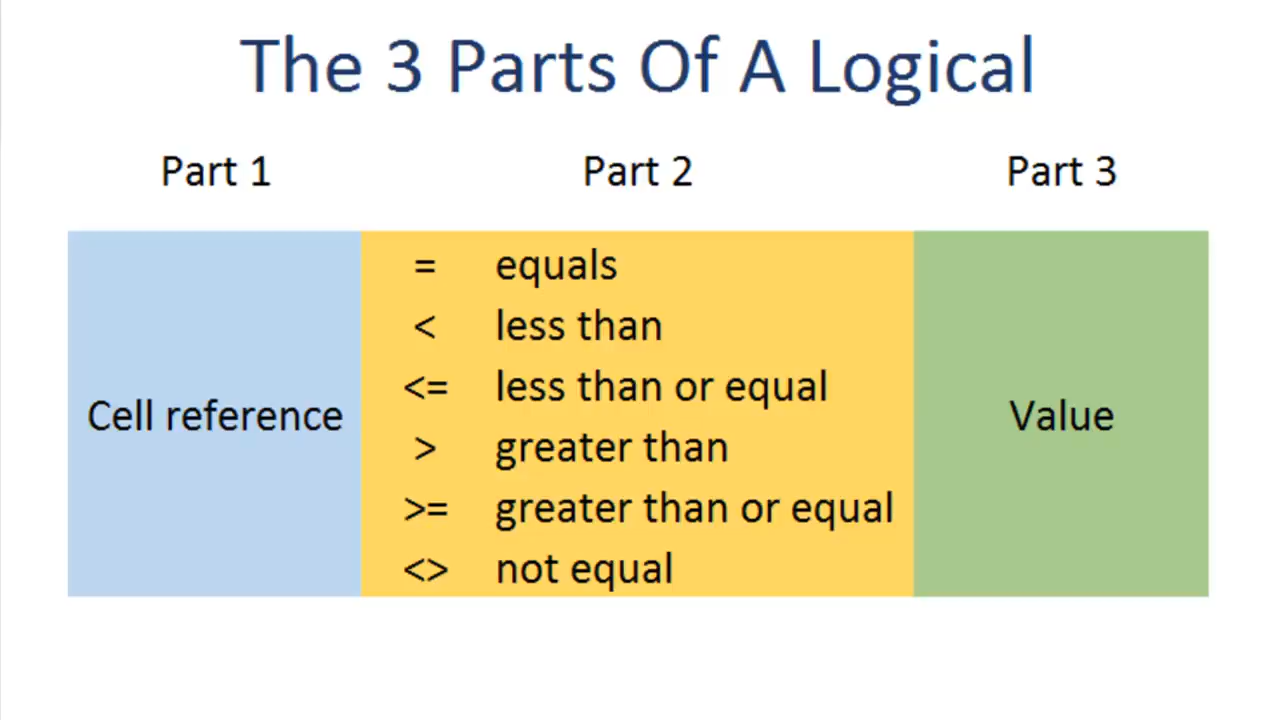 The 3 Parts Of A Logical
Part 1 Part 2 Part 3
= equals
< less than
<= less than or equal
Cell reference
Value
> greater than
>= greater than or equal
<> not equal